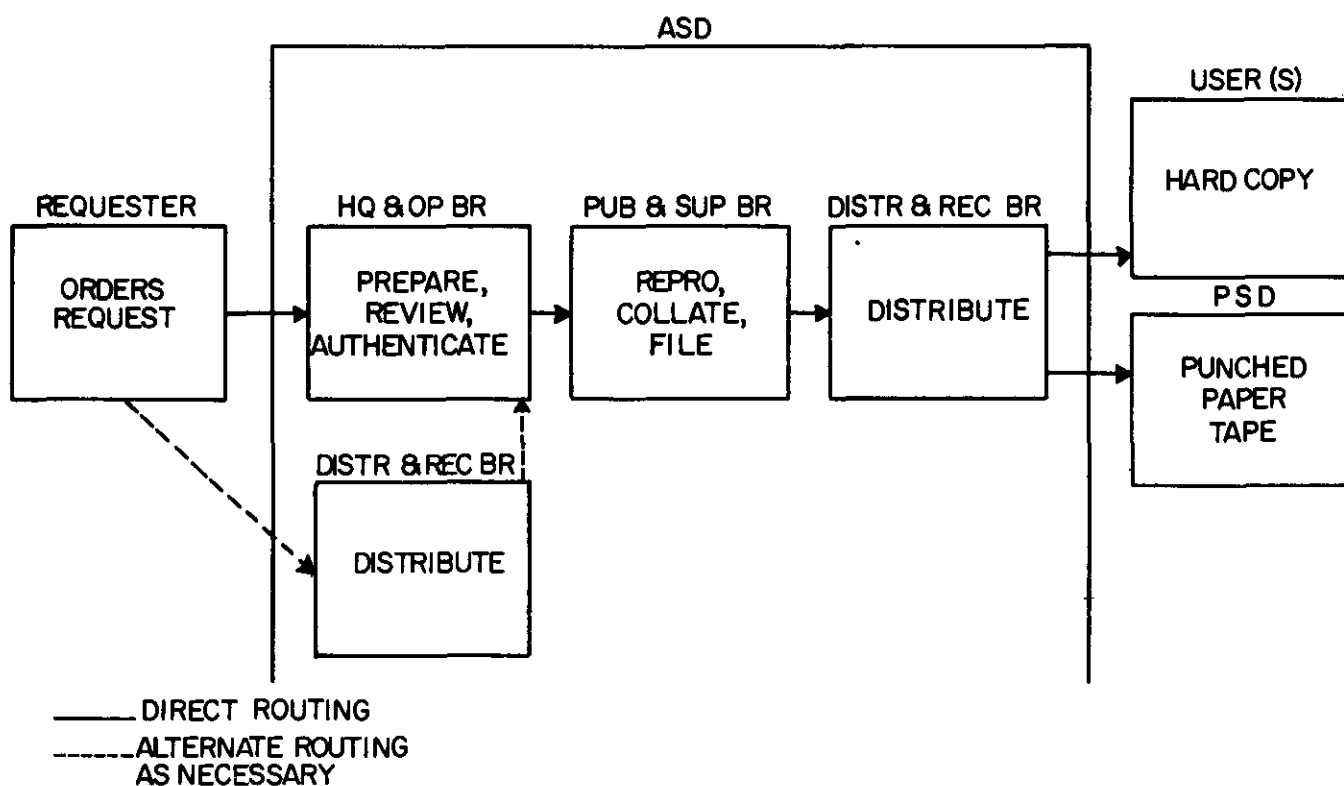 ASD
USER (S)
HARD COPY
REQUESTER
ORDERS
REQUEST
HQ & OP BR
PREPARE,
REVIEW,
AUTHENTICATE
PUB & SUP BR
REPRO,
COLLATE,
FILE
DISTR & REC BR
DISTRIBUTE
PSD
PUNCHED
PAPER
TAPE
DISTR & REC BR
DISTRIBUTE
DIRECT ROUTING
ALTERNATE ROUTING
AS NECESSARY